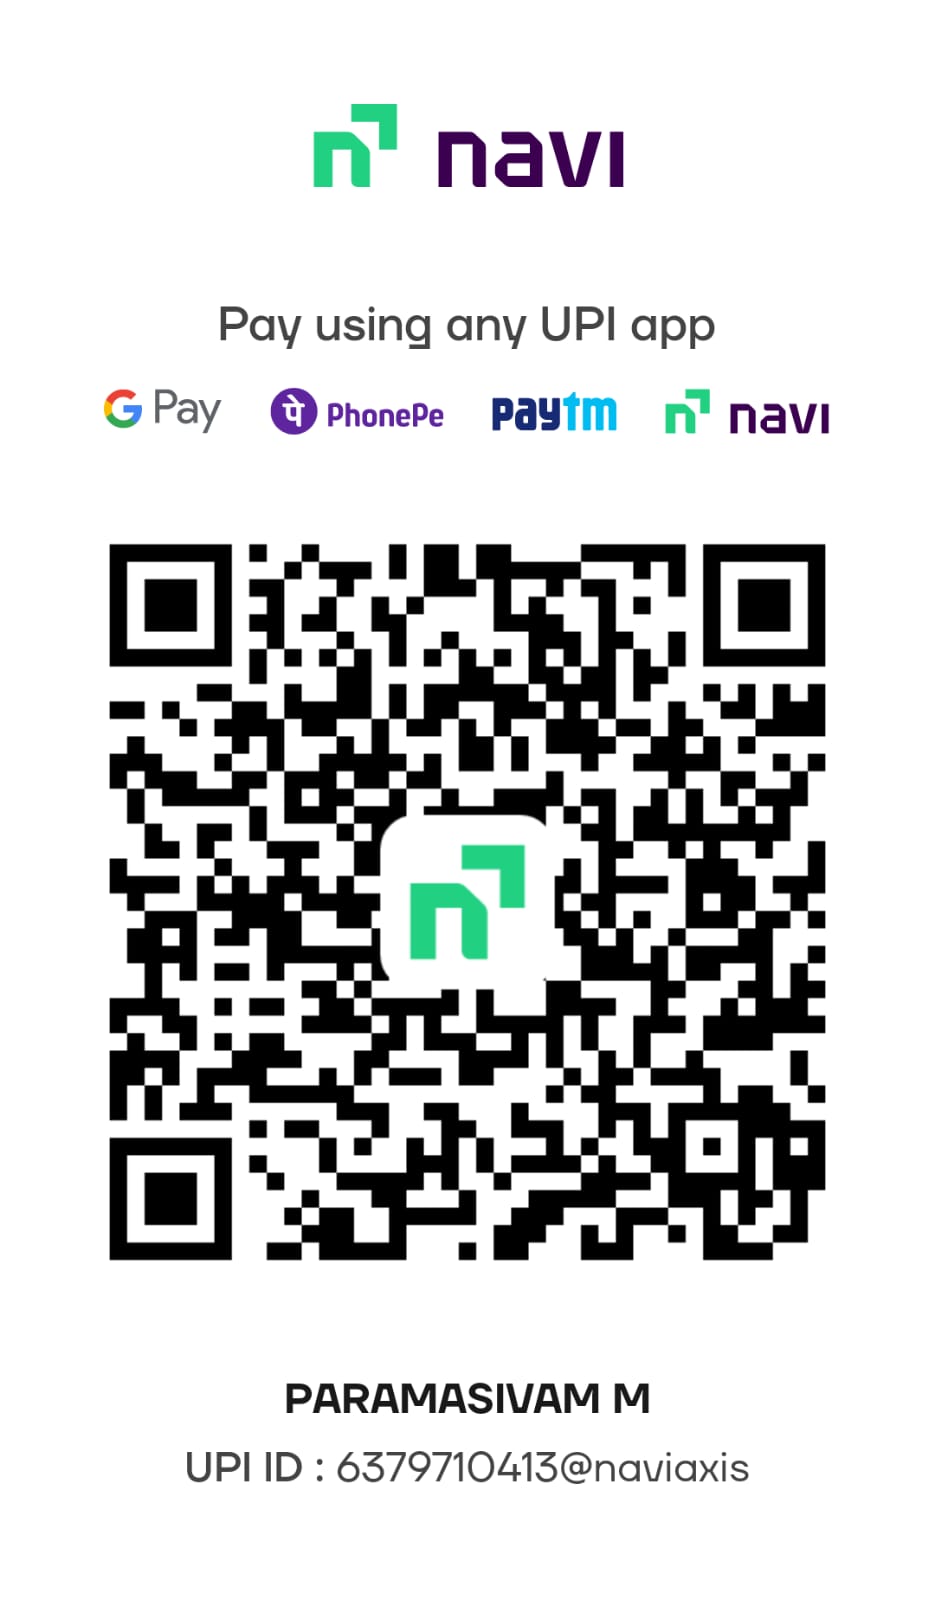 navi
Pay using any UPI app
G Pay पे PhonePe paytm navi
PARAMASIVAM M
UPI ID : 6379710413@naviaxis